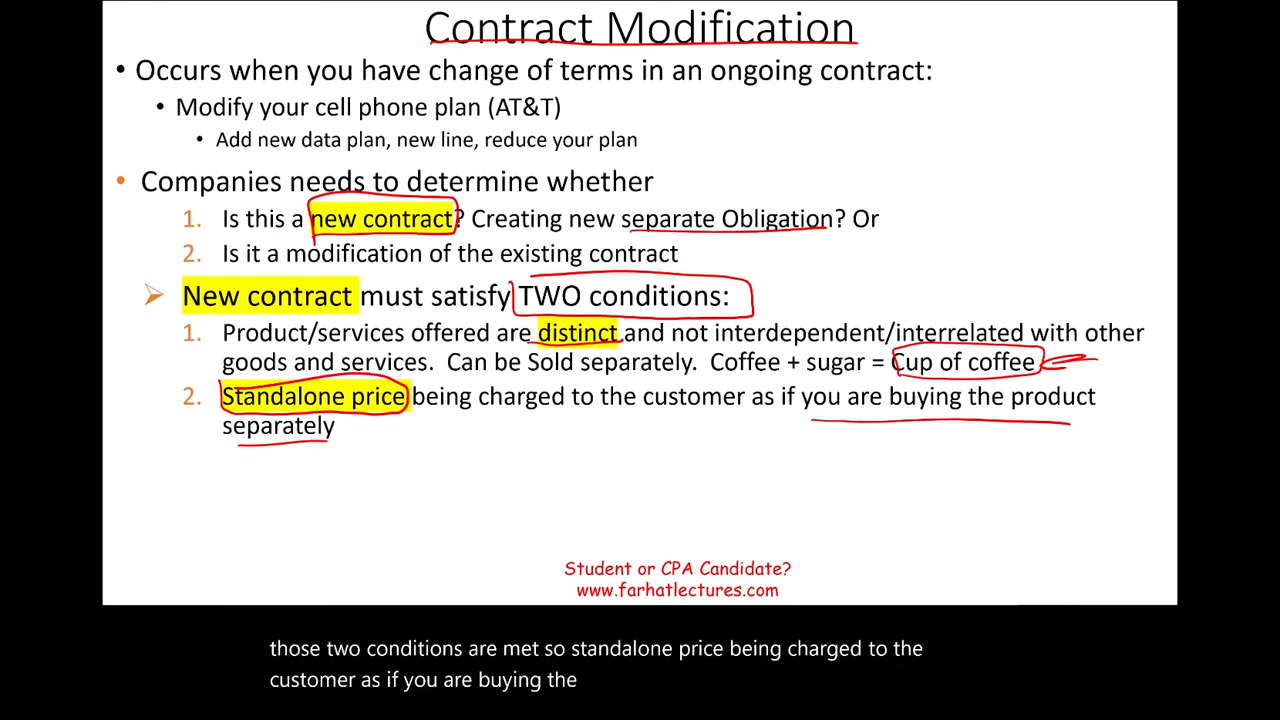 Contract Modification
• Occurs when you have change of terms in an ongoing contract:
• Modify your cell phone plan (AT&T)
• Add new data plan, new line, reduce your plan
• Companies needs to determine whether
1. Is this a new contract? Creating new separate Obligation? Or
2. Is it a modification of the existing contract
➢ New contract must satisfy TWO conditions:
1. Product/services offered are distinct and not interdependent/interrelated with other
goods and services. Can be Sold separately. Coffee + sugar = Cup of coffee
2. Standalone price being charged to the customer as if you are buying the product
separately
Student or CPA Candidate?
www.farhatlectures.com
those two conditions are met so standalone price being charged to the
customer as if you are buying the